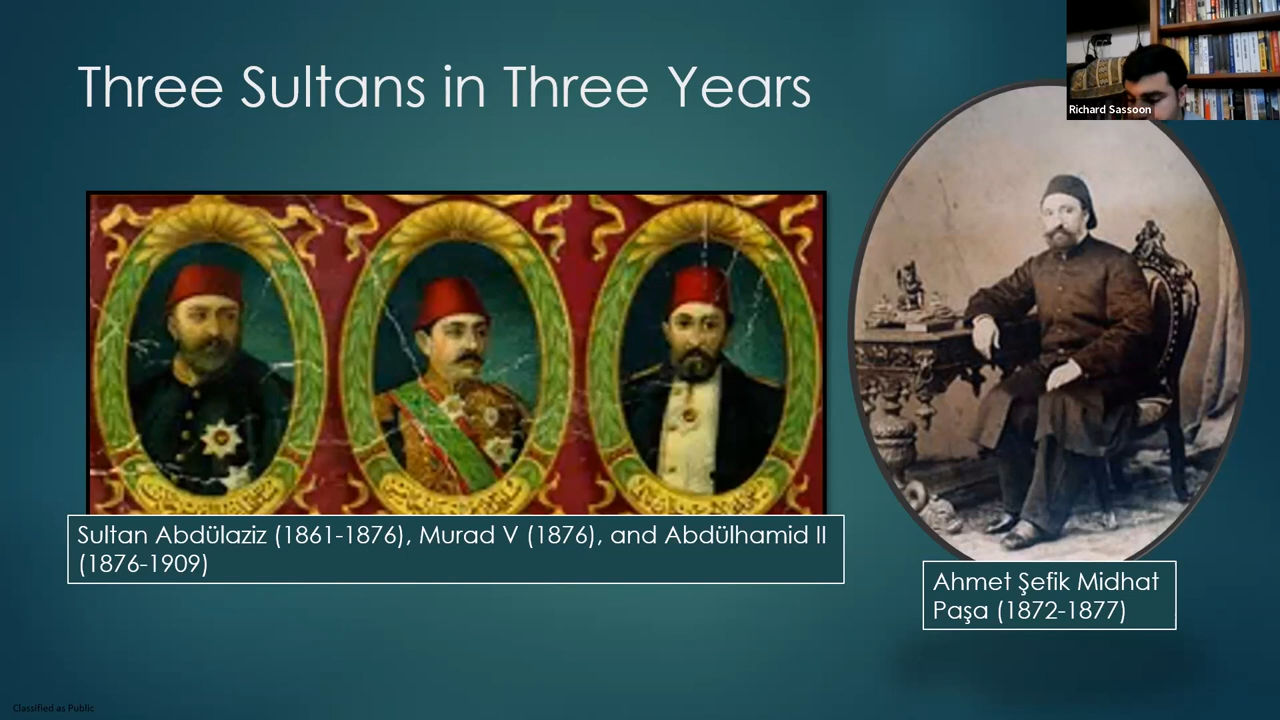 Three Sultans in Three Years
Richard Sassoon
Sultan Abdülaziz (1861-1876), Murad V (1876), and Abdülhamid II
(1876-1909)
Ahmet Şefik Midhat
Paşa (1872-1877)
Classified as Public